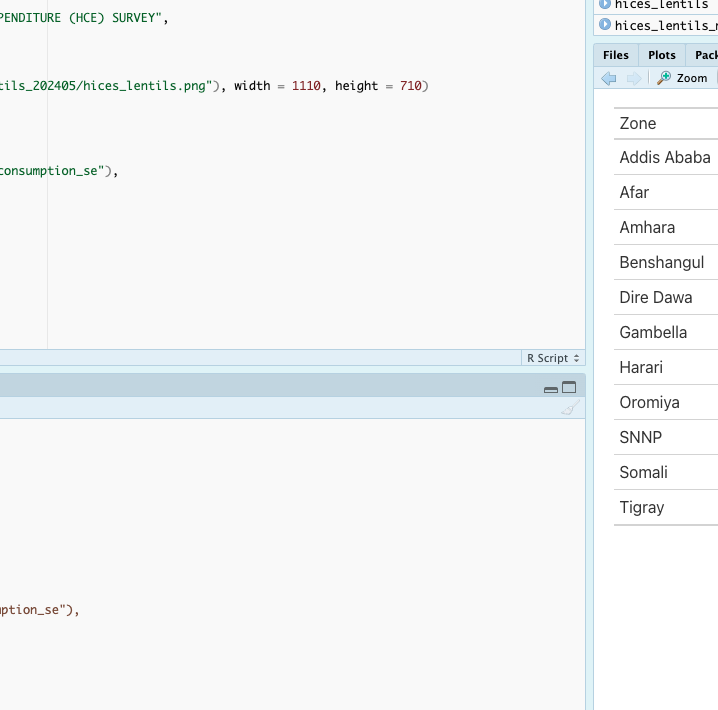 PENDITURE (HCE) SURVEY",
tils_202405/hices_lentils.png"), width = 1110, height = 710)
consumption_se"),
R Script
ption_se"),
hices_lentils
hices_lentils_
Files Plots Pack
Zoom
Zone
Addis Ababa
Afar
Amhara
Benshangul
Dire Dawa
Gambella
Harari
Oromiya
SNNP
Somali
Tigray